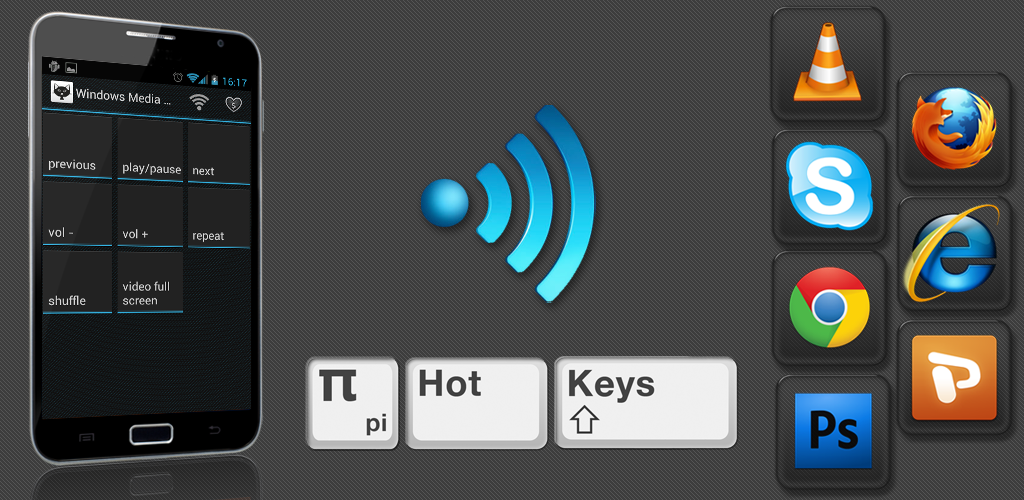 16:17
Windows Media ...
previous
play/pause
next
vol -
vol +
repeat
shuffle
video full
screen
π
pi
Hot
Keys
S
Ps